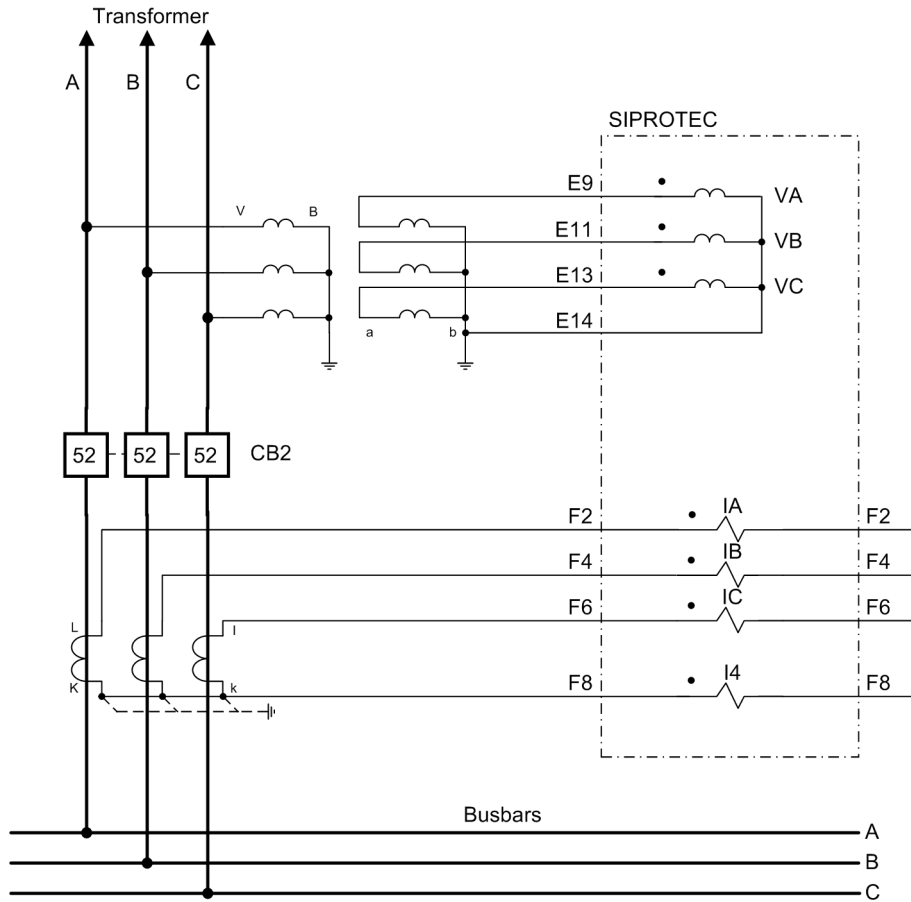 Transformer
A B C
SIPROTEC
E9 VA
V B
E11 VB
E13 VC
E14
a b
52 52 52 CB2
IA
F2 F2
IB
F4 F4
IC
F6 F6
L l
K k
I4
F8 F8
Busbars
A
B
C